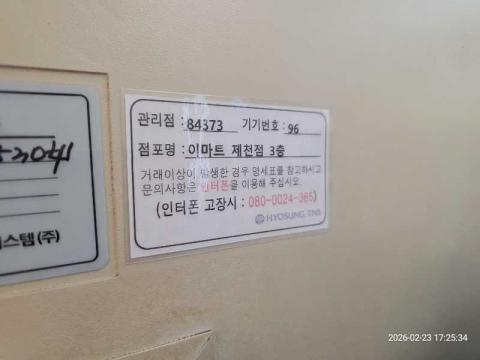 관리점 : 84373 기기번호 : 96
점포명 : 이마트 제천점 3층
거래이상이 발생한 경우 명세표를 참고하시고
문의사항은 인터폰을 이용해 주십시오.
(인터폰 고장시 : 080-0024-365)
HYOSUNG TNS
스템(주)
2026-02-23 17:25:34